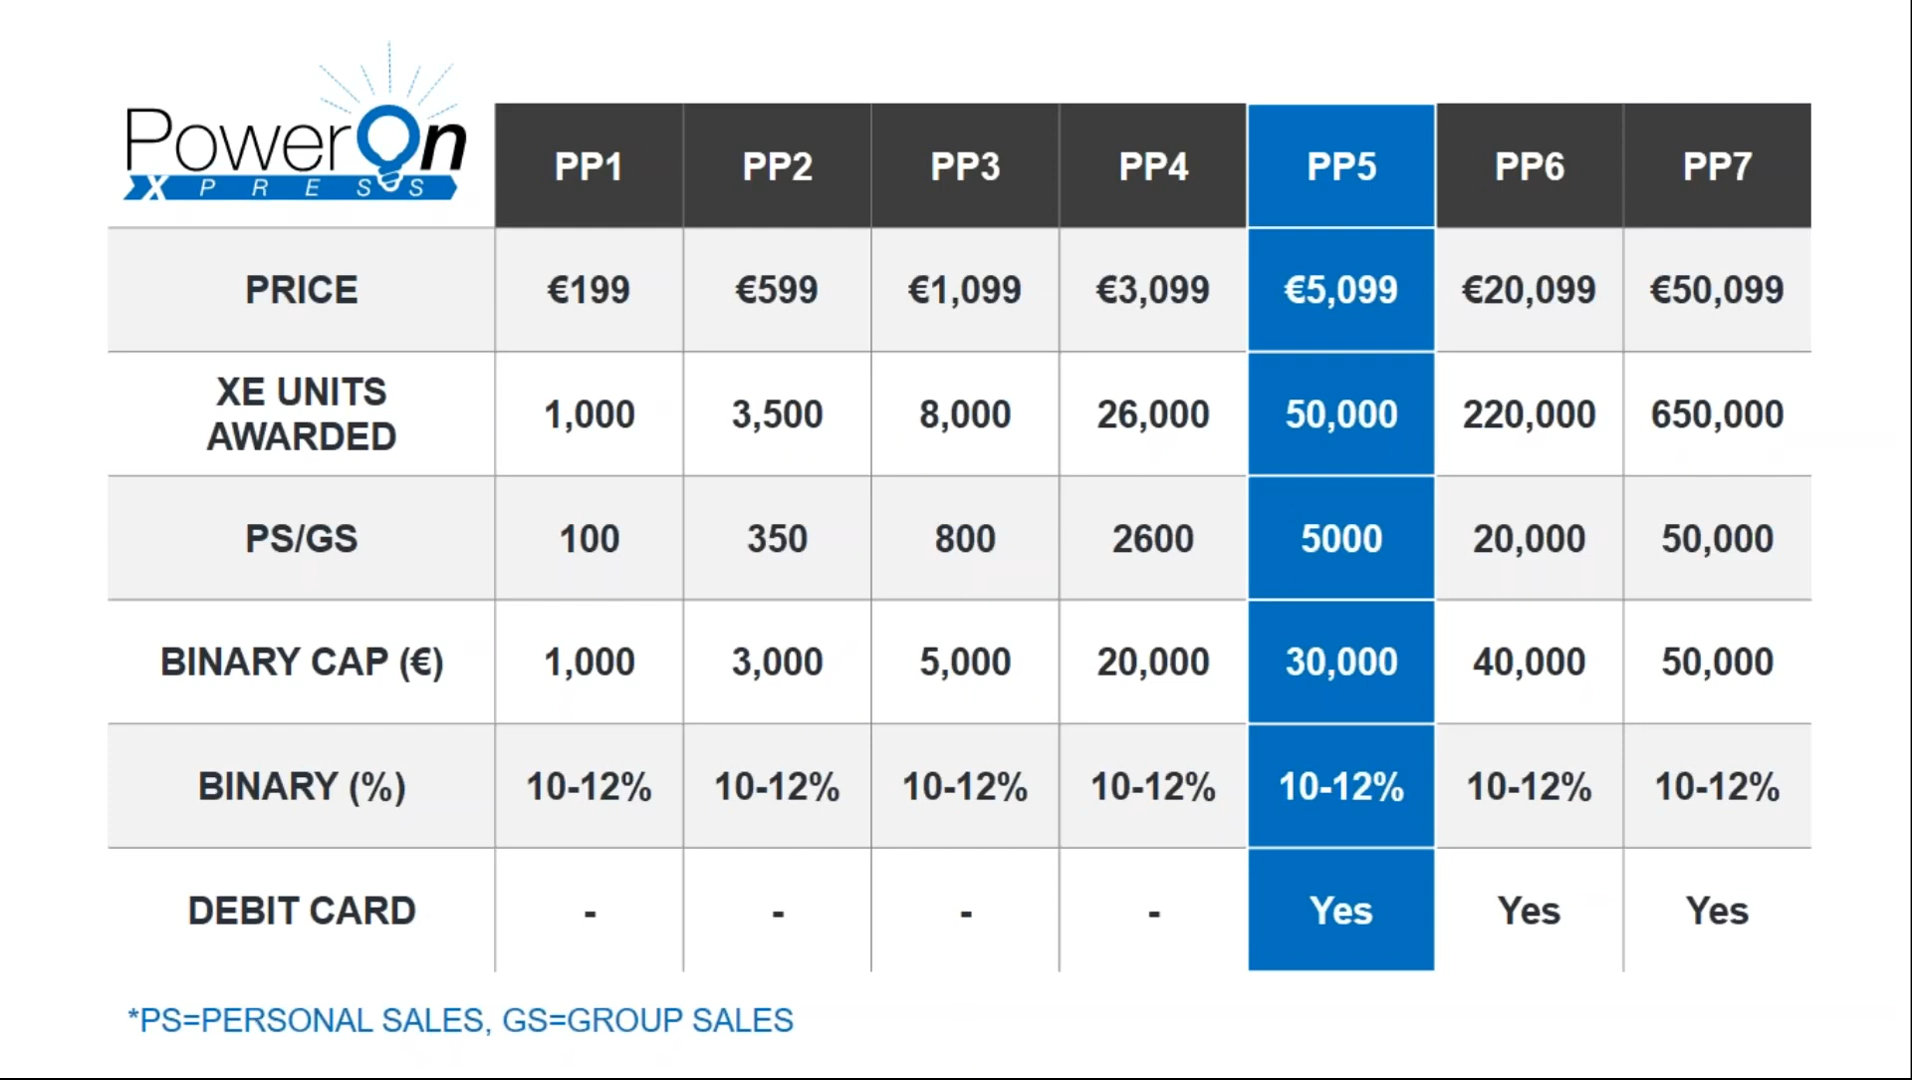 PowerOn
XPRESS
PP1 PP2 PP3 PP4 PP5 PP6 PP7
PRICE €199 €599 €1,099 €3,099 €5,099 €20,099 €50,099
XE UNITS
AWARDED 1,000 3,500 8,000 26,000 50,000 220,000 650,000
PS/GS 100 350 800 2600 5000 20,000 50,000
BINARY CAP (€) 1,000 3,000 5,000 20,000 30,000 40,000 50,000
BINARY (%) 10-12% 10-12% 10-12% 10-12% 10-12% 10-12% 10-12%
DEBIT CARD - - - - Yes Yes Yes
*PS=PERSONAL SALES, GS=GROUP SALES